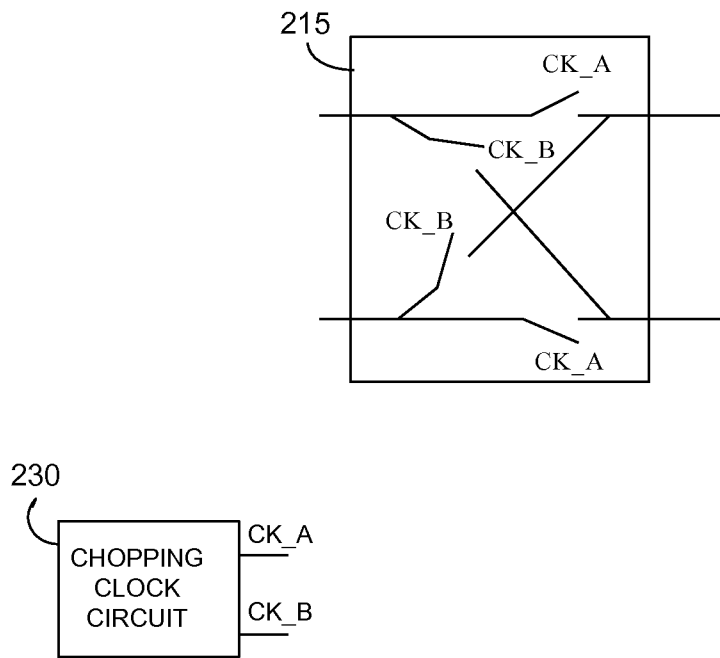 215
CK_A
CK_B
CK_B
CK_A
230
CHOPPING
CLOCK
CIRCUIT
CK_A
CK_B